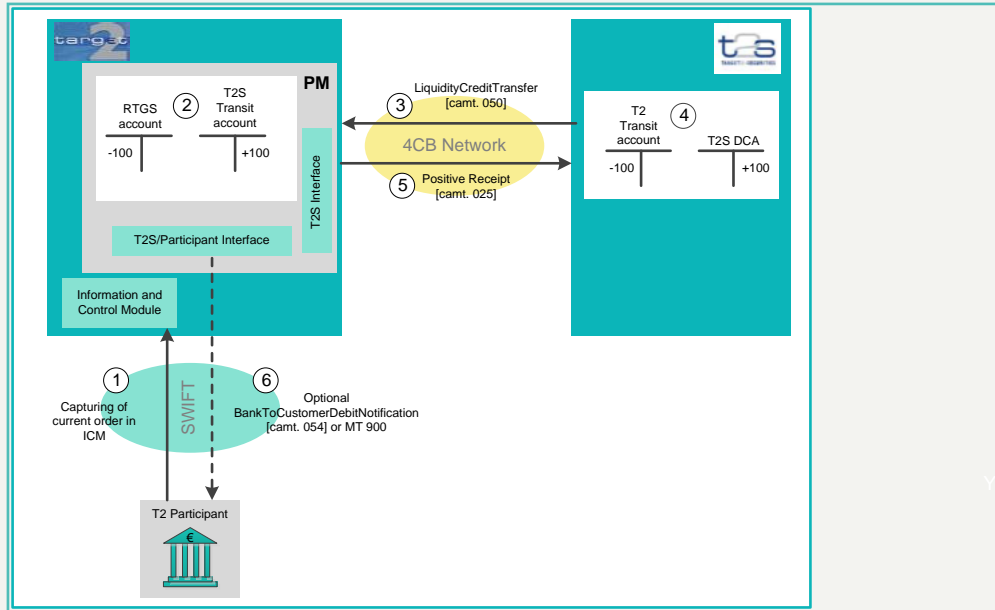 target
2
t2s
PM
RTGS
account
2
T2S
Transit
account
-100
+100
T2S Interface
T2S/Participant Interface
Information and
Control Module
LiquidityCreditTransfer
[camt. 050]
3
4CB Network
5
Positive Receipt
[camt. 025]
T2
Transit
account
4
T2S DCA
-100
+100
1
Capturing of
current order in
ICM
SWIFT
6
Optional
BankToCustomerDebitNotification
[camt. 054] or MT 900
T2 Participant
€
Y